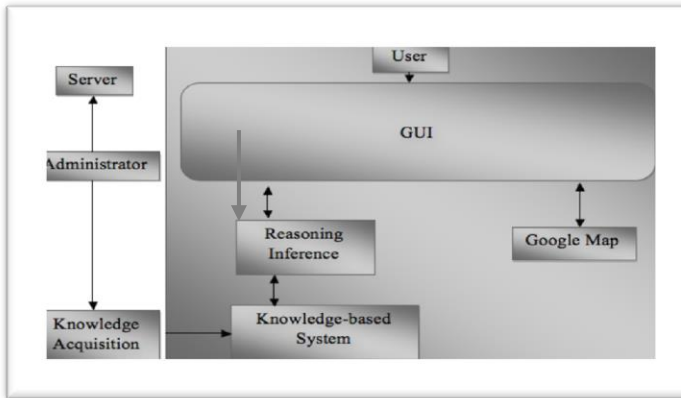 User
Server
GUI
Administrator
Reasoning
Inference
Google Map
Knowledge
Acquisition
Knowledge-based
System